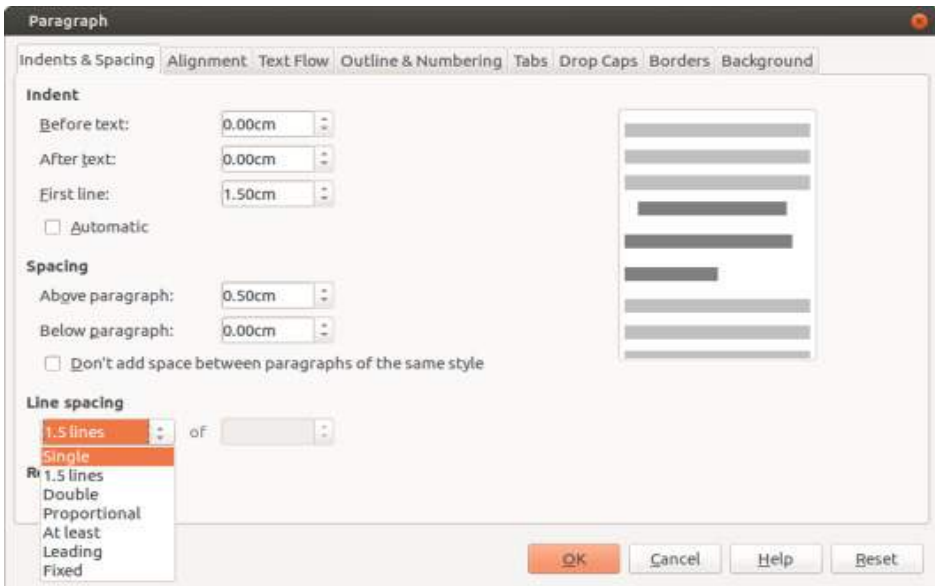 Paragraph
Indents & Spacing Alignment Text Flow Outline & Numbering Tabs Drop Caps Borders Background
Indent
Before text: 0.00cm
After text: 0.00cm
First line: 1.50cm
Automatic
Spacing
Above paragraph: 0.50cm
Below paragraph: 0.00cm
Don't add space between paragraphs of the same style
Line spacing
1.5 lines of
Single
1.5 lines
Double
Proportional
At least
Leading
Fixed
OK Cancel Help Reset